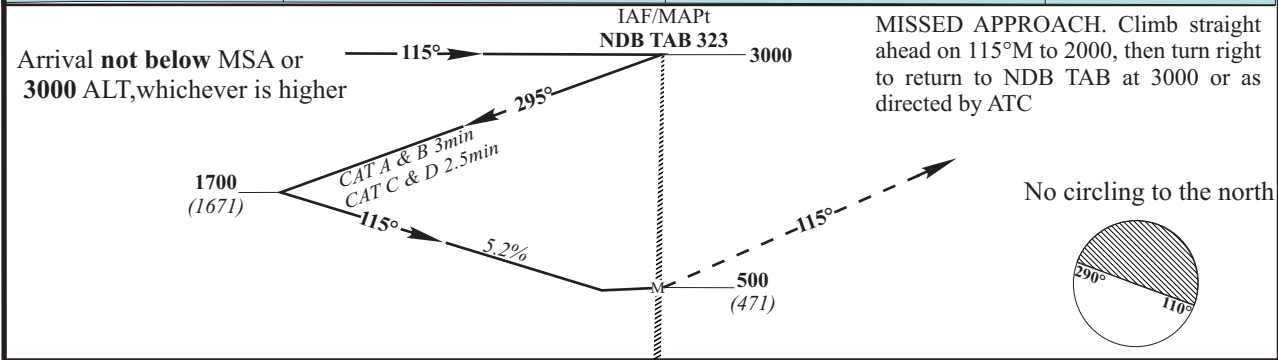 IAF/MAPt
NDB TAB 323
Arrival not below MSA or
3000 ALT,whichever is higher
115°
3000
MISSED APPROACH. Climb straight
ahead on 115°M to 2000, then turn right
to return to NDB TAB at 3000 or as
directed by ATC
295°
CAT A & B 3min
CAT C & D 2.5min
1700
(1671)
115°
5.2%
M
500
(471)
115°
No circling to the north
290°
110°